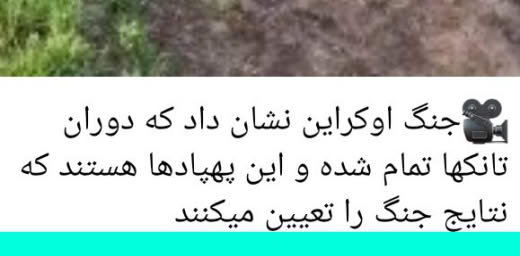 🎥جنگ اوکراین نشان داد که دوران
تانکها تمام شده و این پهپادها هستند که
نتایج جنگ را تعیین میکنند